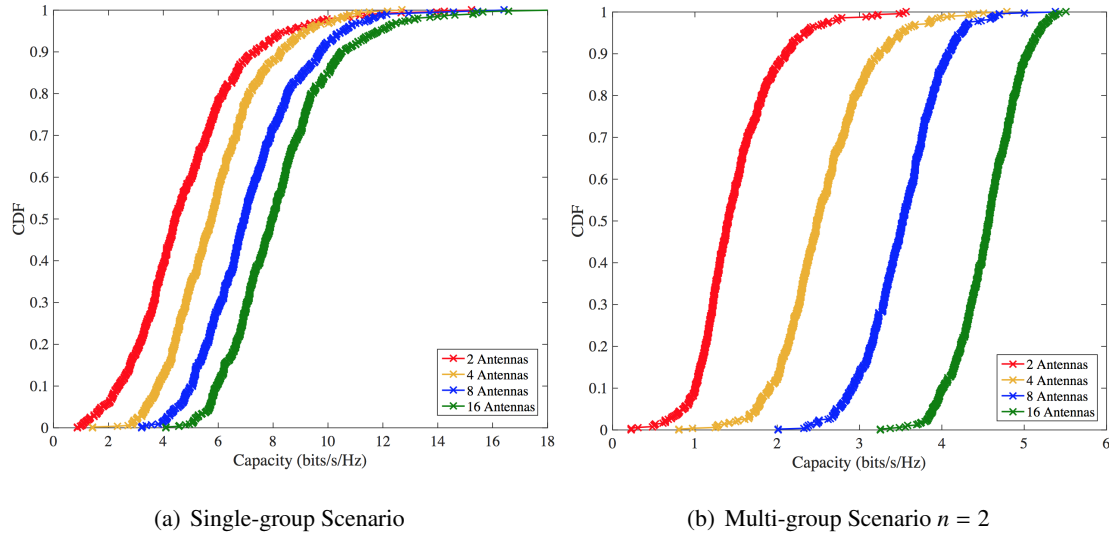 1
0.9
0.8
0.7
0.6
0.5
0.4
0.3
0.2
0.1
0
CDF
0 2 4 6 8 10 12 14 16 18
Capacity (bits/s/Hz)
2 Antennas
4 Antennas
8 Antennas
16 Antennas
(a) Single-group Scenario
1
0.9
0.8
0.7
0.6
0.5
0.4
0.3
0.2
0.1
0
CDF
0 1 2 3 4 5 6
Capacity (bits/s/Hz)
2 Antennas
4 Antennas
8 Antennas
16 Antennas
(b) Multi-group Scenario n = 2